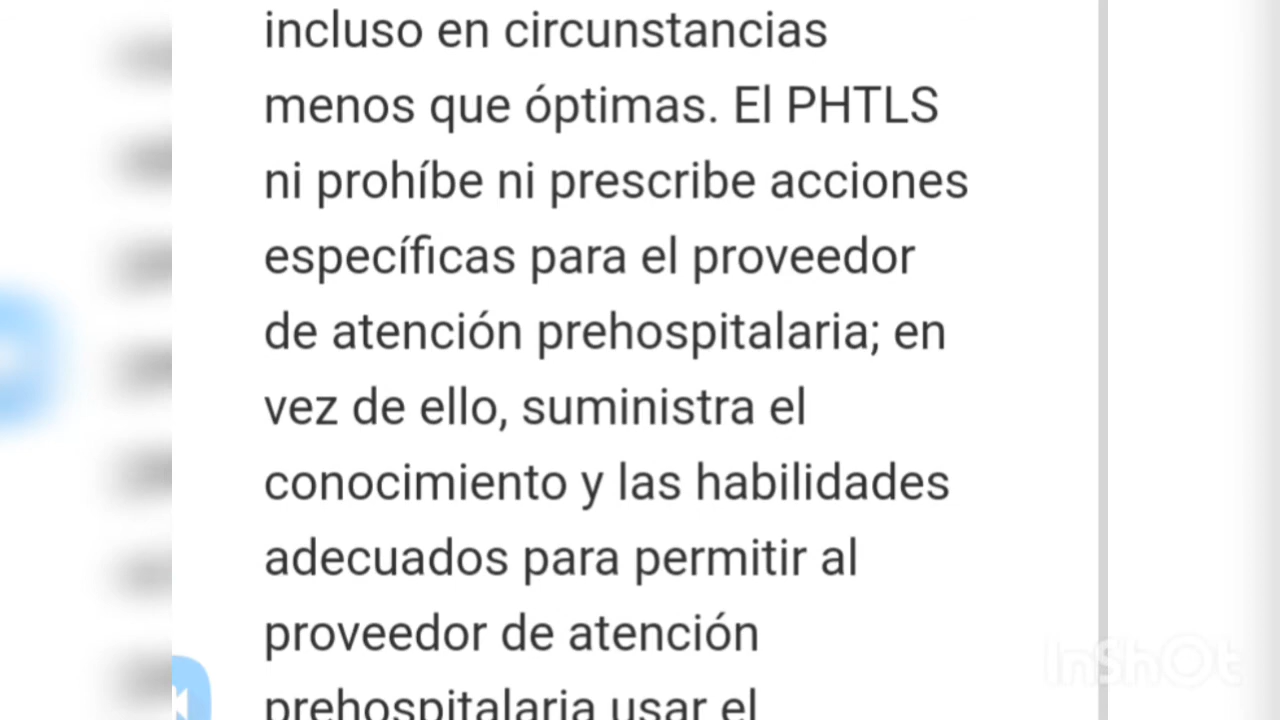 incluso en circunstancias
menos que óptimas. El PHTLS
ni prohíbe ni prescribe acciones
específicas para el proveedor
de atención prehospitalaria; en
vez de ello, suministra el
conocimiento y las habilidades
adecuados para permitir al
proveedor de atención
prehospitalaria usar el
InShOt